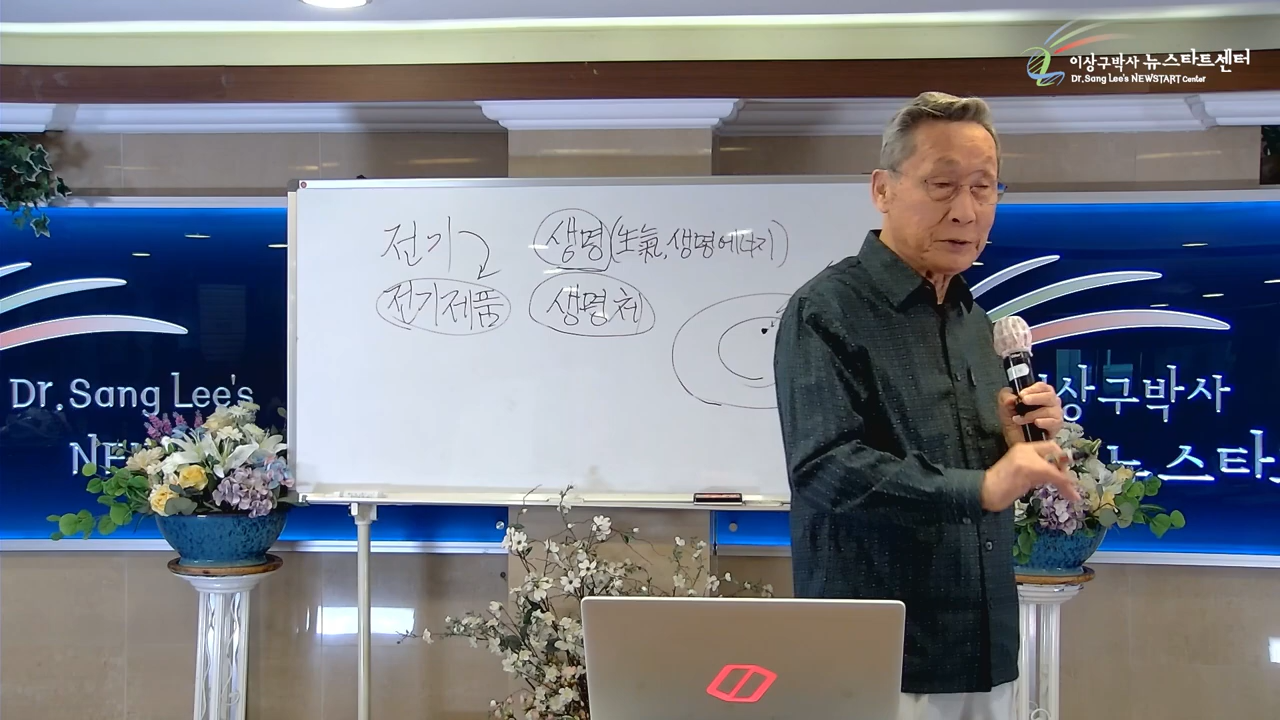 이상구박사 뉴스타트센터
Dr. Sang Lee's NEWSTART Center
전기 생명(生氣, 생명에너지)
전기제품 생명체
Dr. Sang Lee's
상구박사
뉴스타